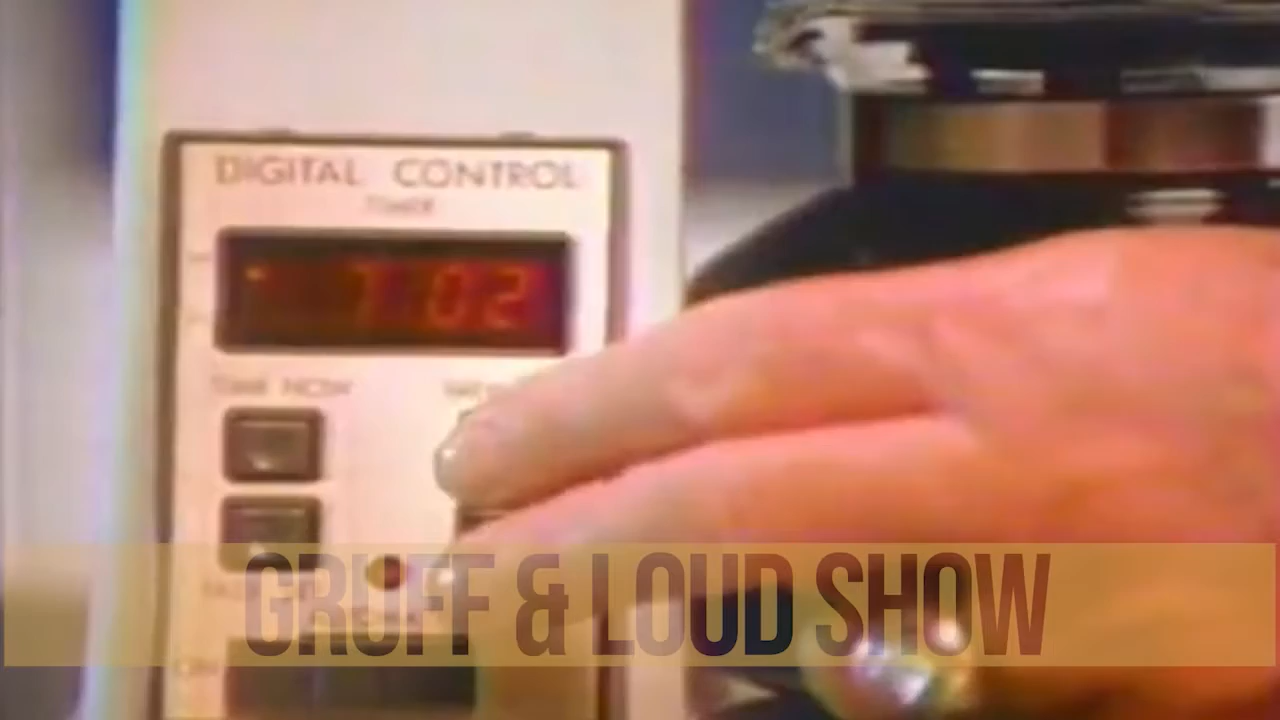 DIGITAL CONTROL
TIMER
7:02
TIME NOW
GRUFF & LOUD SHOW